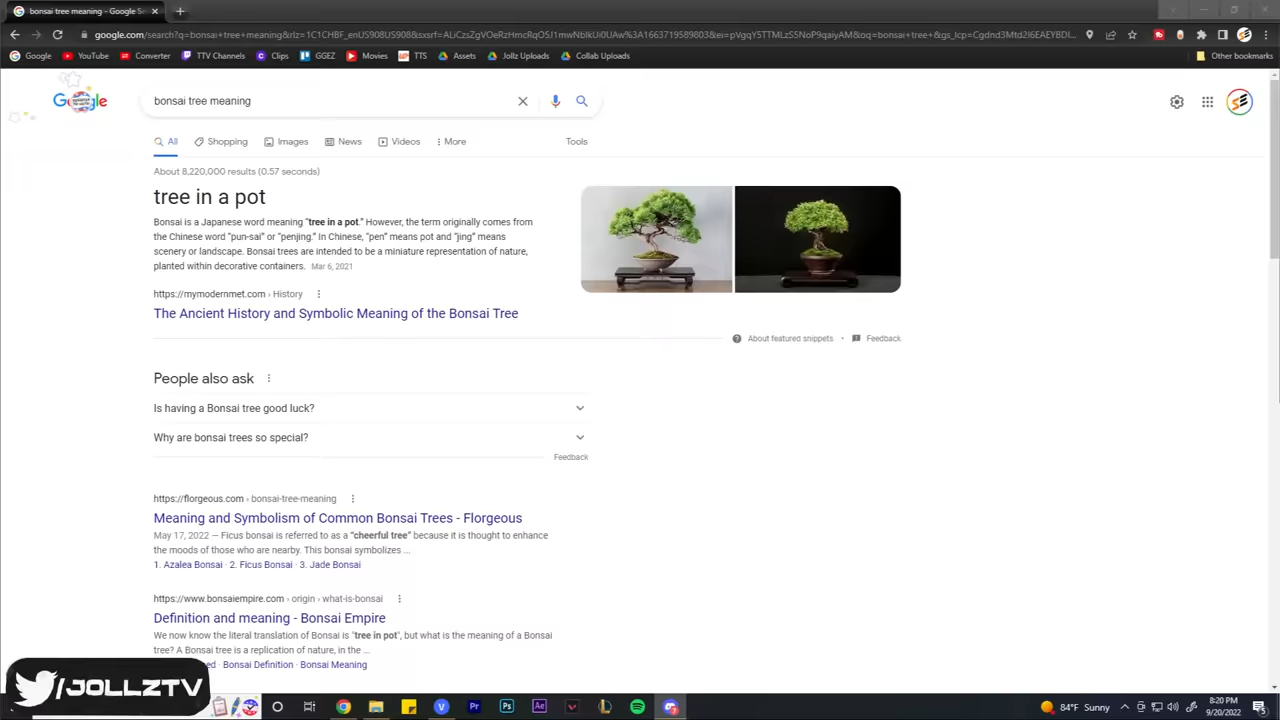 bonsai tree meaning - Google S
google.com/search?q=bonsai+tree+meaning&rlz=1C1CHBF_enUS908US908&sxsrf=
Google YouTube Converter TTV Channels Clips GGEZ Movies TTS Assets Jollz Uploads Collab Uploads Other bookmarks
Google bonsai tree meaning
All Shopping Images News Videos More Tools
About 8,220,000 results (0.57 seconds)
tree in a pot
Bonsai is a Japanese word meaning "tree in a pot." However, the term originally comes from
the Chinese word "pun-sai" or "penjing." In Chinese, "pen" means pot and "jing" means
scenery or landscape. Bonsai trees are intended to be a miniature representation of nature,
planted within decorative containers. Mar 6, 2021
https://mymodernmet.com › History
The Ancient History and Symbolic Meaning of the Bonsai Tree
About featured snippets • Feedback
People also ask
Is having a Bonsai tree good luck?
Why are bonsai trees so special?
Feedback
https://florgeous.com › bonsai-tree-meaning
Meaning and Symbolism of Common Bonsai Trees - Florgeous
May 17, 2022 — Ficus bonsai is referred to as a "cheerful tree" because it is thought to enhance
the moods of those who are nearby. This bonsai symbolizes ...
1. Azalea Bonsai · 2. Ficus Bonsai · 3. Jade Bonsai
https://www.bonsaiempire.com › origin › what-is-bonsai
Definition and meaning - Bonsai Empire
We now know the literal translation of Bonsai is "tree in pot", but what is the meaning of a Bonsai
tree? A Bonsai tree is a replication of nature, in the ...
ed · Bonsai Definition · Bonsai Meaning
/JOLLZTV
Pr Ps Ae
84°F Sunny
8:20 PM
9/20/2022